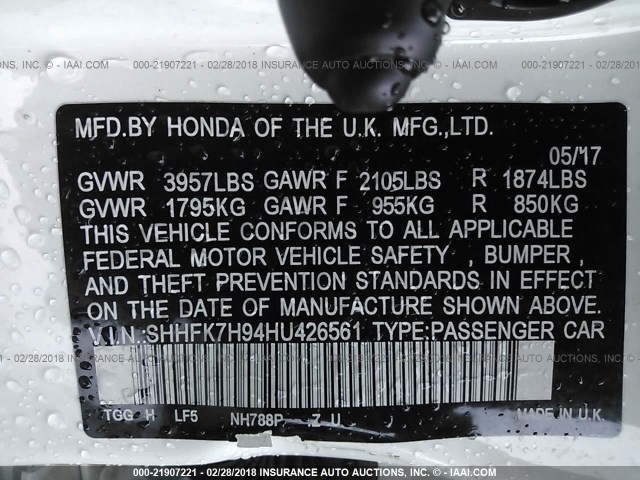 000-21907221 - 02/28/2018 INSURANCE AUTO AUCTIONS, INC. © - IAAI.COM
MFD.BY HONDA OF THE U.K. MFG.,LTD.
05/17
GVWR 3957LBS GAWR F 2105LBS R 1874LBS
GVWR 1795KG GAWR F 955KG R 850KG
THIS VEHICLE CONFORMS TO ALL APPLICABLE
FEDERAL MOTOR VEHICLE SAFETY , BUMPER ,
AND THEFT PREVENTION STANDARDS IN EFFECT
ON THE DATE OF MANUFACTURE SHOWN ABOVE.
V.I.N.:SHHFK7H94HU426561 TYPE:PASSENGER CAR
TGG H LF5 NH788P Z U MADE IN U.K
000-21907221 - 02/28/2018 INSURANCE AUTO AUCTIONS, INC. © - IAAI.COM